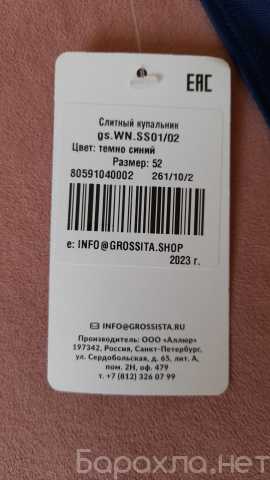 EAC
Слитный купальник
gs.WN.SS01/02
Цвет: темно синий
Размер: 52
80591040002 261/10/2
e: INFO@GROSSITA.SHOP
2023 г.
INFO@GROSSITA.RU
Производитель: ООО «Аллюр»
197342, Россия, Санкт-Петербург,
ул. Сердобольская, д. 65, лит. А,
пом. 2Н, оф. 479
т. +7 (812) 326 07 99
Барахла.нет